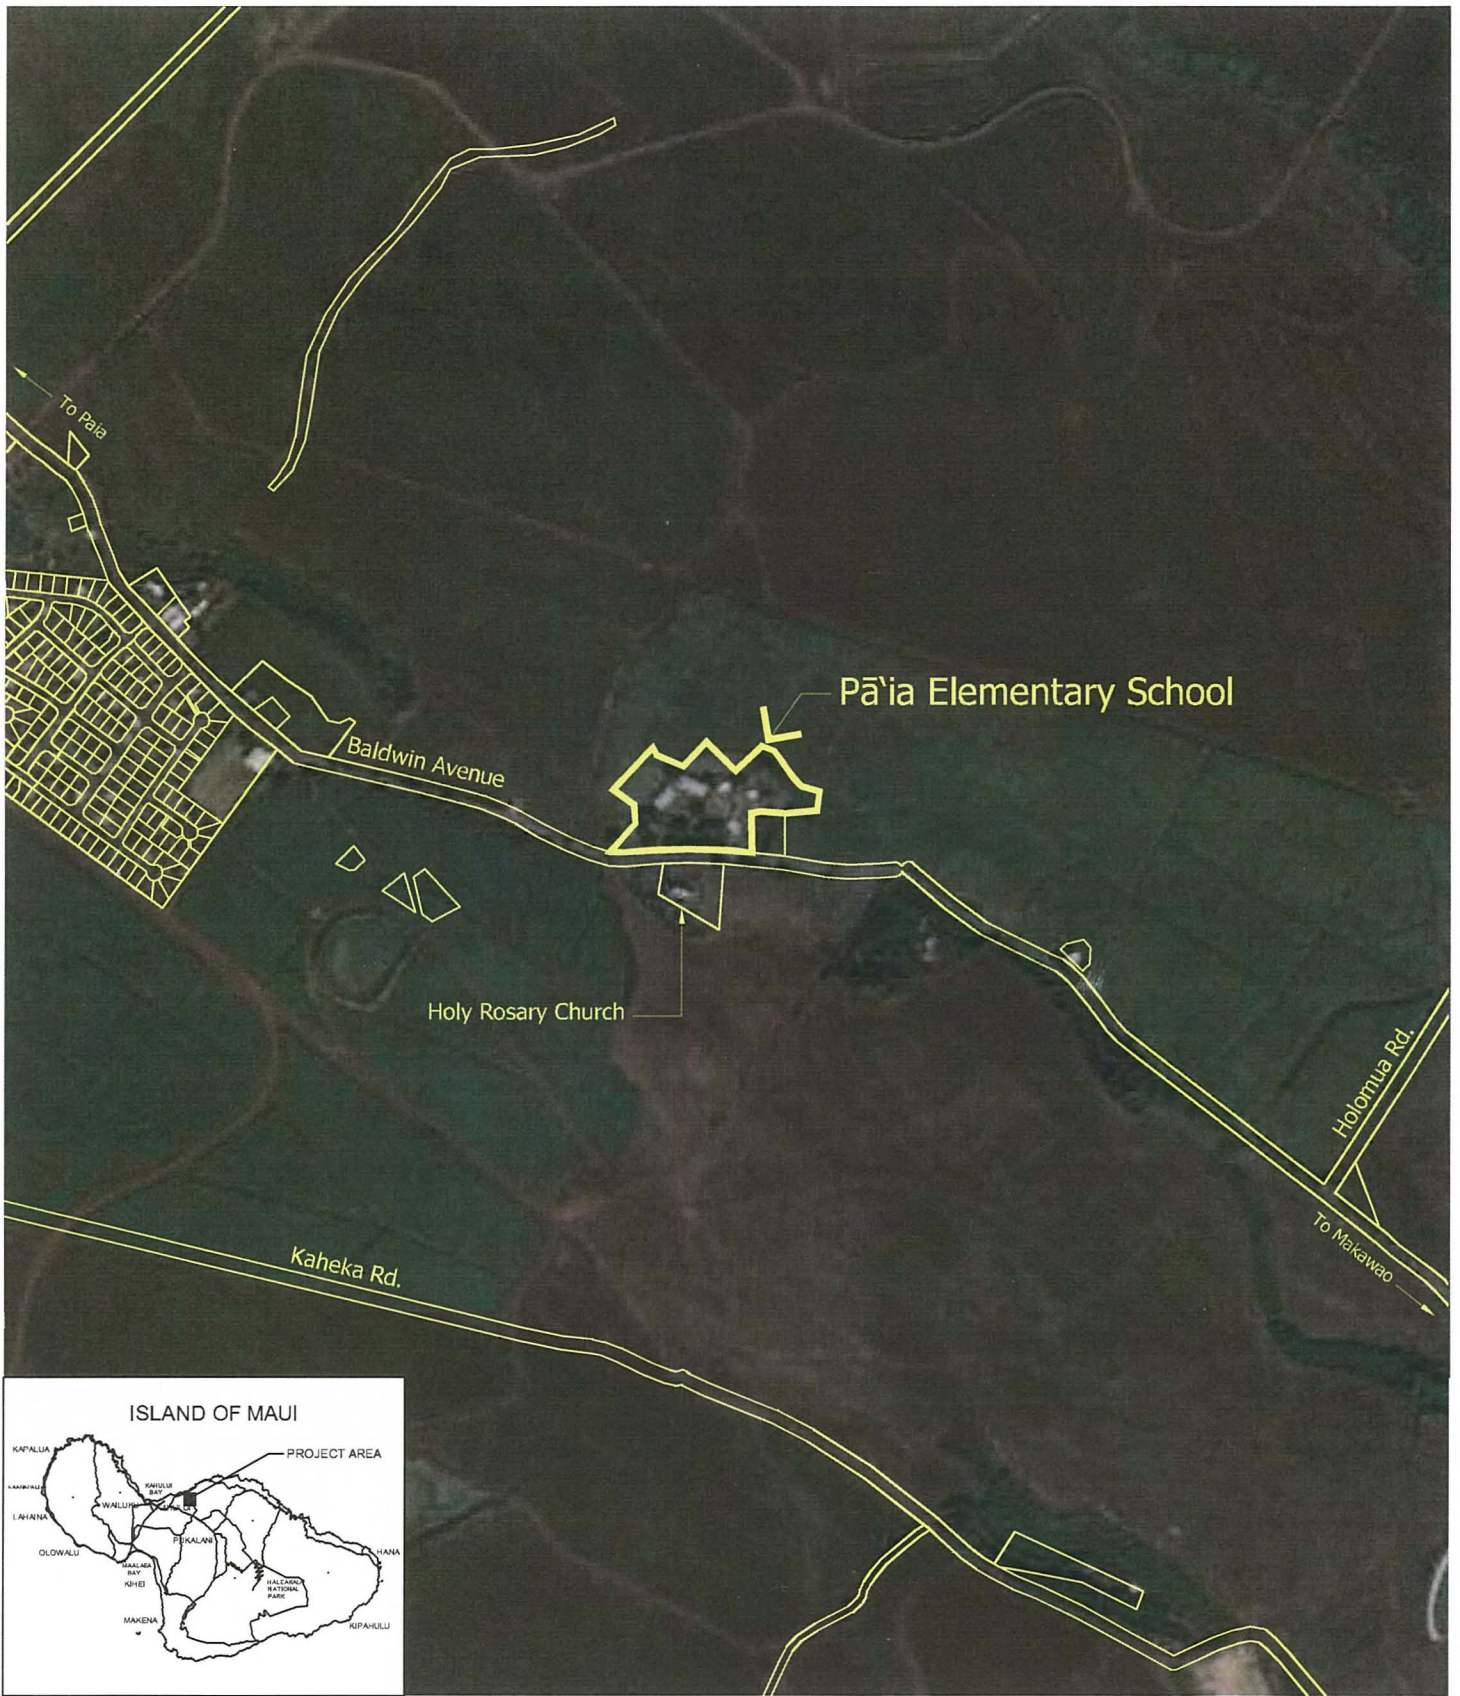 To Paia
Pā‘ia Elementary School
Baldwin Avenue
Holy Rosary Church
Holomua Rd.
To Makawao
Kaheka Rd.
ISLAND OF MAUI
PROJECT AREA
KAPALUA
KAHULUI
BAY
WAILUKU
LAHAINA
PUKALANI
OLOWALU
HANA
MAALAEA
BAY
KIHEI
HALEAKALA
NATIONAL
PARK
MAKENA
KIPAHULU